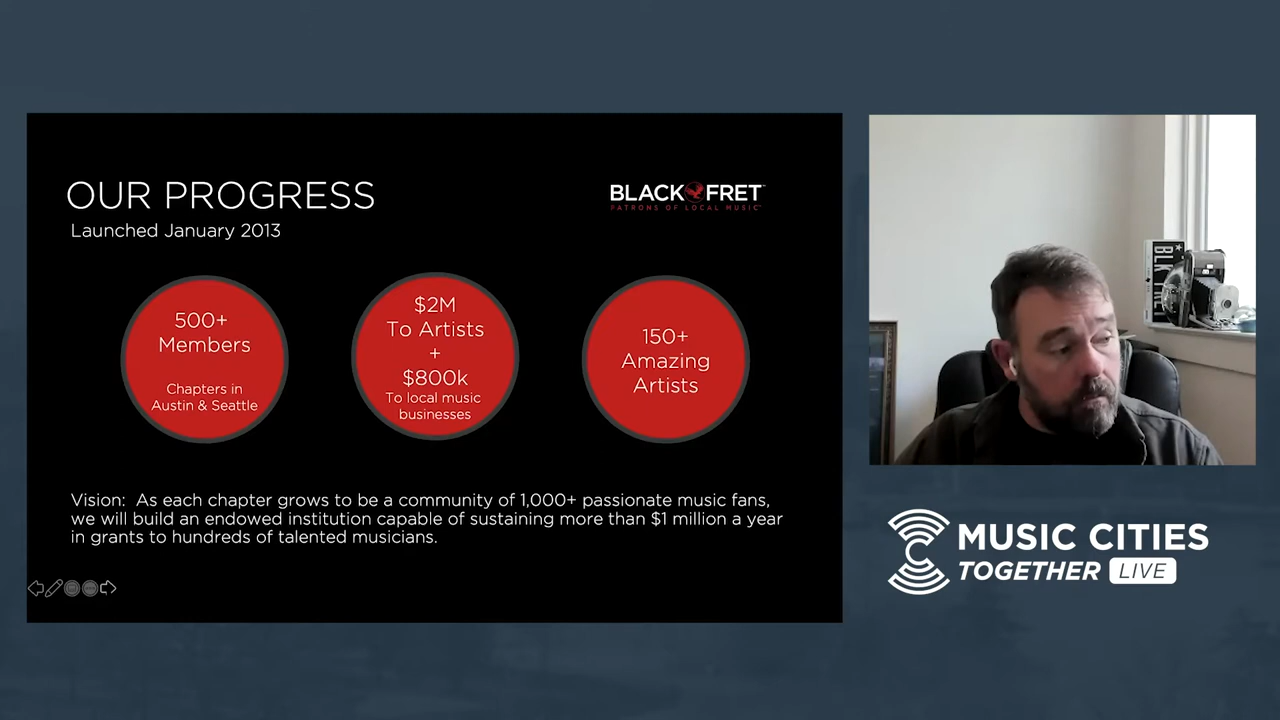 OUR PROGRESS
Launched January 2013
BLACK FRET
PATRONS OF LOCAL MUSIC
500+
Members
Chapters in
Austin & Seattle
$2M
To Artists
+
$800k
To local music
businesses
150+
Amazing
Artists
Vision: As each chapter grows to be a community of 1,000+ passionate music fans,
we will build an endowed institution capable of sustaining more than $1 million a year
in grants to hundreds of talented musicians.
BLK FRE
MUSIC CITIES
TOGETHER LIVE